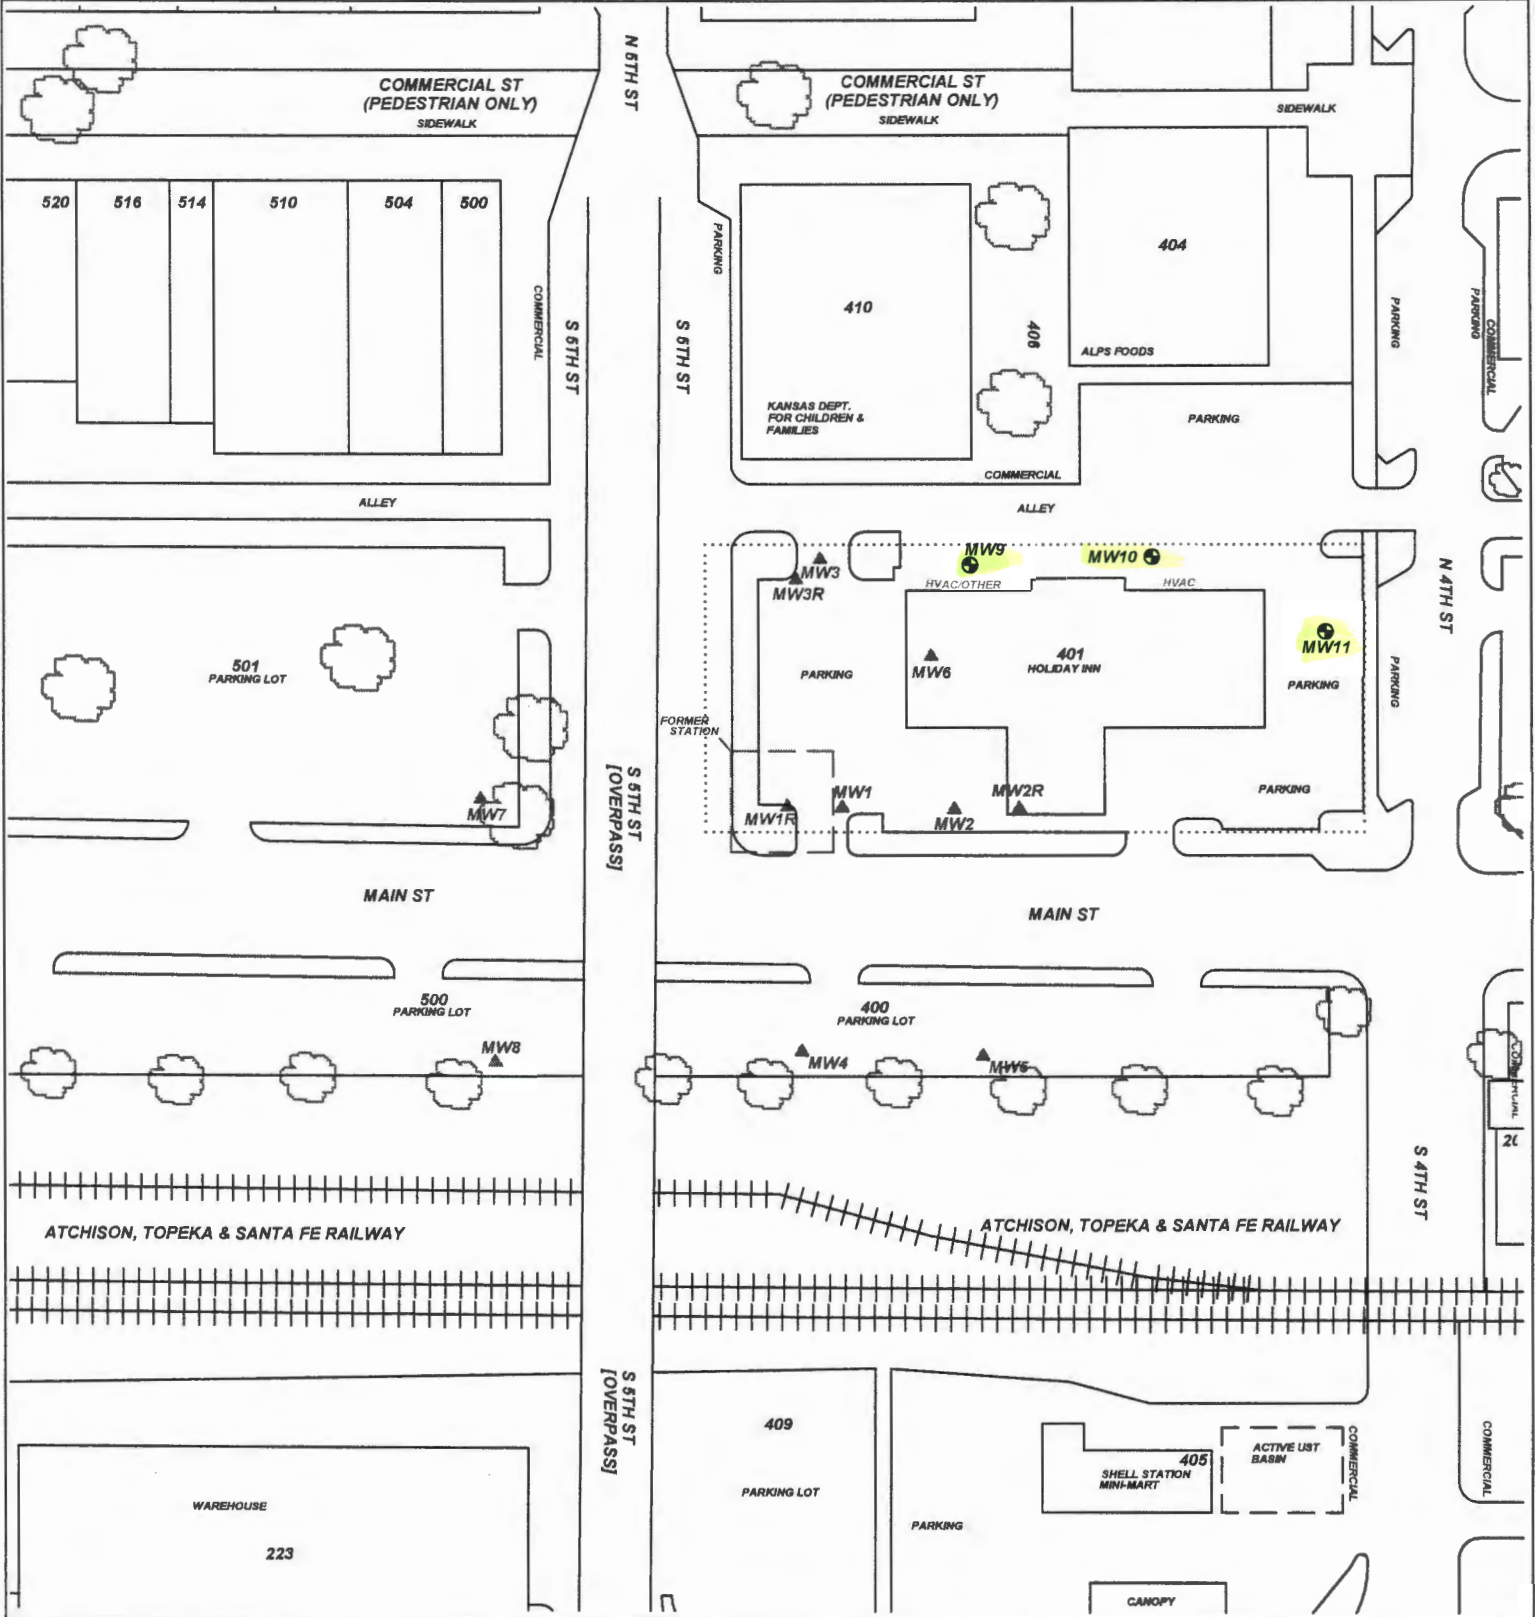 N 5TH ST
COMMERCIAL ST
(PEDESTRIAN ONLY)
SIDEWALK
COMMERCIAL ST
(PEDESTRIAN ONLY)
SIDEWALK
SIDEWALK
520
516
514
510
504
500
COMMERCIAL
S 5TH ST
S 5TH ST
PARKING
410
KANSAS DEPT.
FOR CHILDREN &
FAMILIES
406
404
ALPS FOODS
PARKING
PARKING
PARKING
COMMERCIAL
COMMERCIAL
ALLEY
ALLEY
MW3
MW3R
MW9
HVAC/OTHER
MW10
HVAC
MW11
N 4TH ST
501
PARKING LOT
PARKING
MW6
401
HOLIDAY INN
PARKING
PARKING
FORMER
STATION
S 5TH ST
[OVERPASS]
MW7
MW1R
MW1
MW2
MW2R
PARKING
MAIN ST
MAIN ST
500
PARKING LOT
400
PARKING LOT
MW8
MW4
MW5
COMMERCIAL
20
S 4TH ST
ATCHISON, TOPEKA & SANTA FE RAILWAY
ATCHISON, TOPEKA & SANTA FE RAILWAY
S 5TH ST
[OVERPASS]
409
PARKING LOT
405
SHELL STATION
MINI-MART
ACTIVE UST
BASIN
COMMERCIAL
COMMERCIAL
WAREHOUSE
223
PARKING
CANOPY